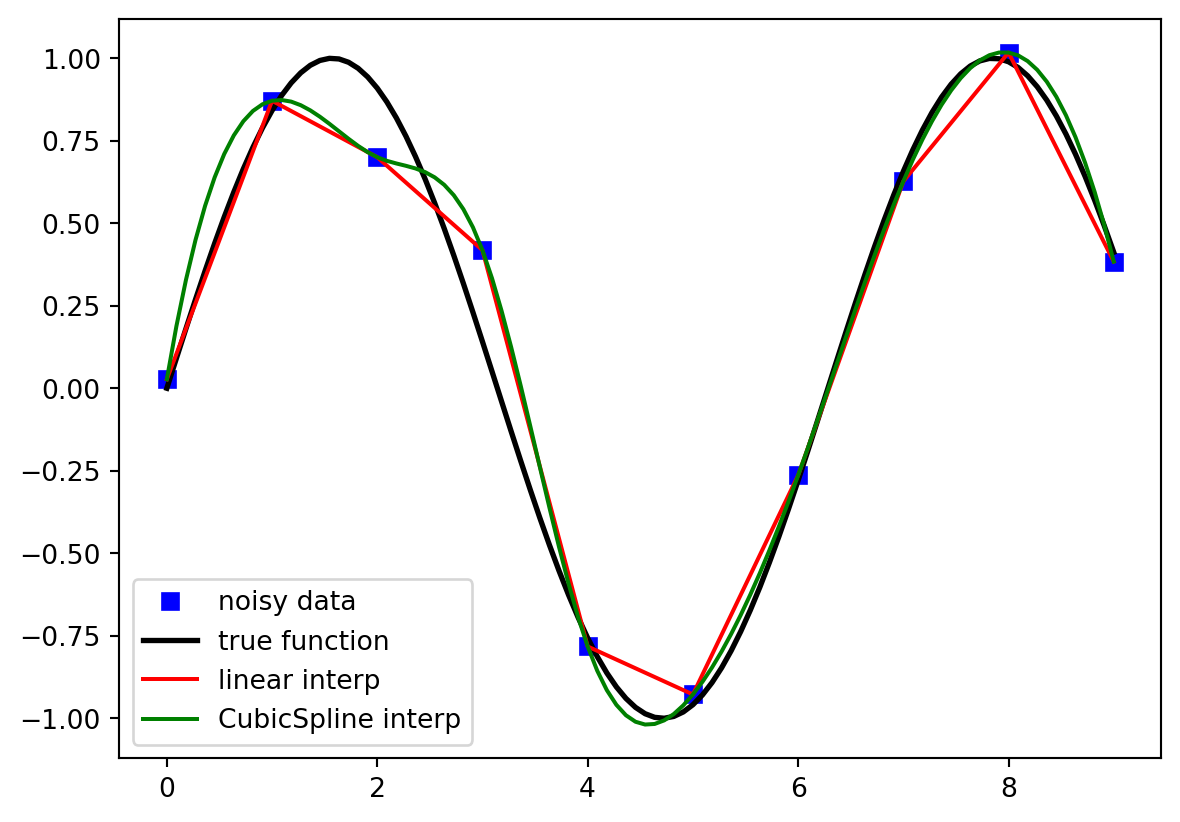 1.00
0.75
0.50
0.25
0.00
−0.25
−0.50
−0.75
−1.00
noisy data
true function
linear interp
CubicSpline interp
0 2 4 6 8